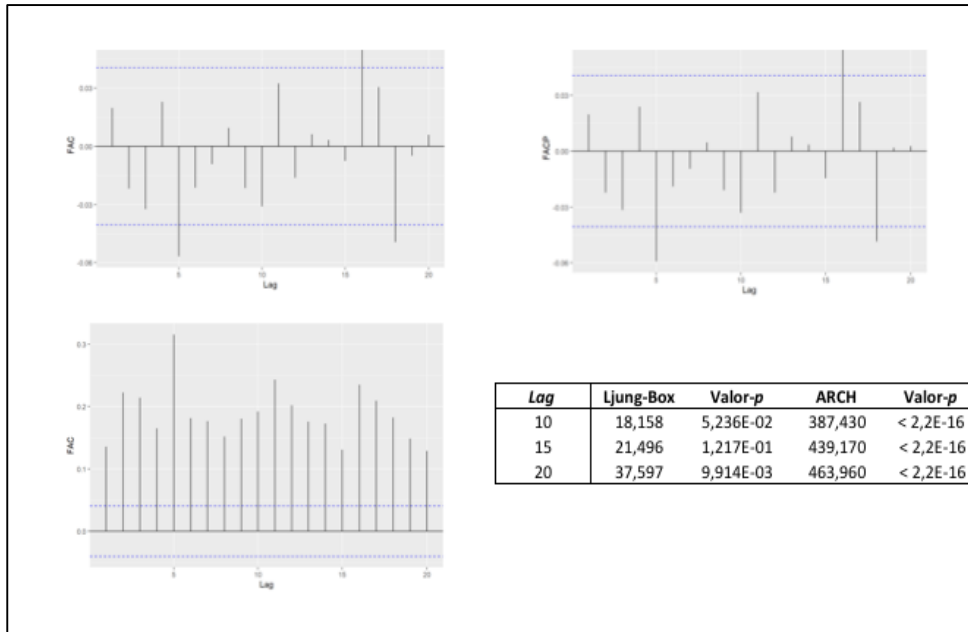 FAC
0.03
0.00
-0.03
-0.06
5
10
15
20
Lag
FACP
0.03
0.00
-0.03
-0.06
5
10
15
20
Lag
FAC
0.3
0.2
0.1
0.0
5
10
15
20
Lag
Lag Ljung-Box Valor-p ARCH Valor-p
10 18,158 5,236E-02 387,430 < 2,2E-16
15 21,496 1,217E-01 439,170 < 2,2E-16
20 37,597 9,914E-03 463,960 < 2,2E-16